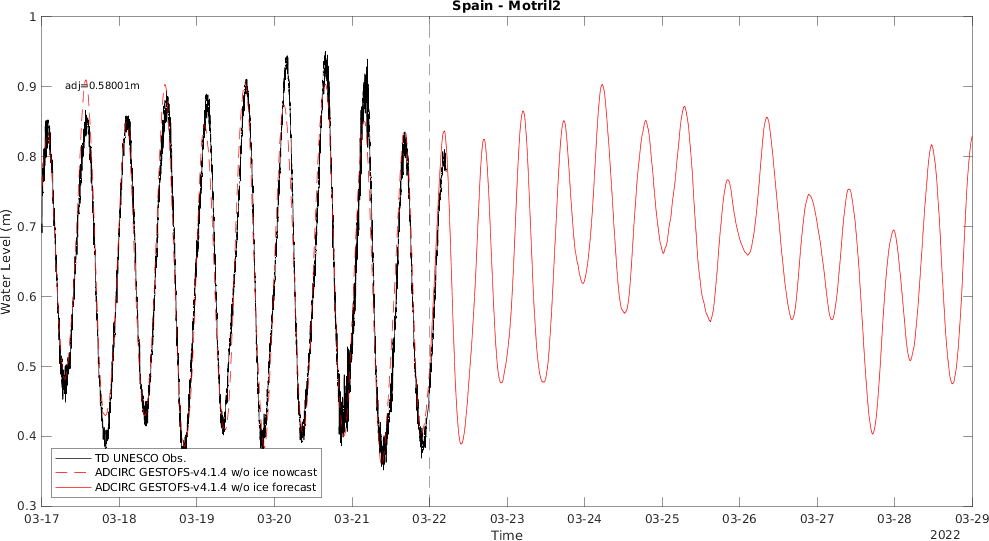 Spain - Motril2
1
0.9
0.8
0.7
0.6
0.5
0.4
0.3
Water Level (m)
adj=0.58001m
TD UNESCO Obs.
ADCIRC GESTOFS-v4.1.4 w/o ice nowcast
ADCIRC GESTOFS-v4.1.4 w/o ice forecast
03-17 03-18 03-19 03-20 03-21 03-22 03-23 03-24 03-25 03-26 03-27 03-28 03-29
Time
2022